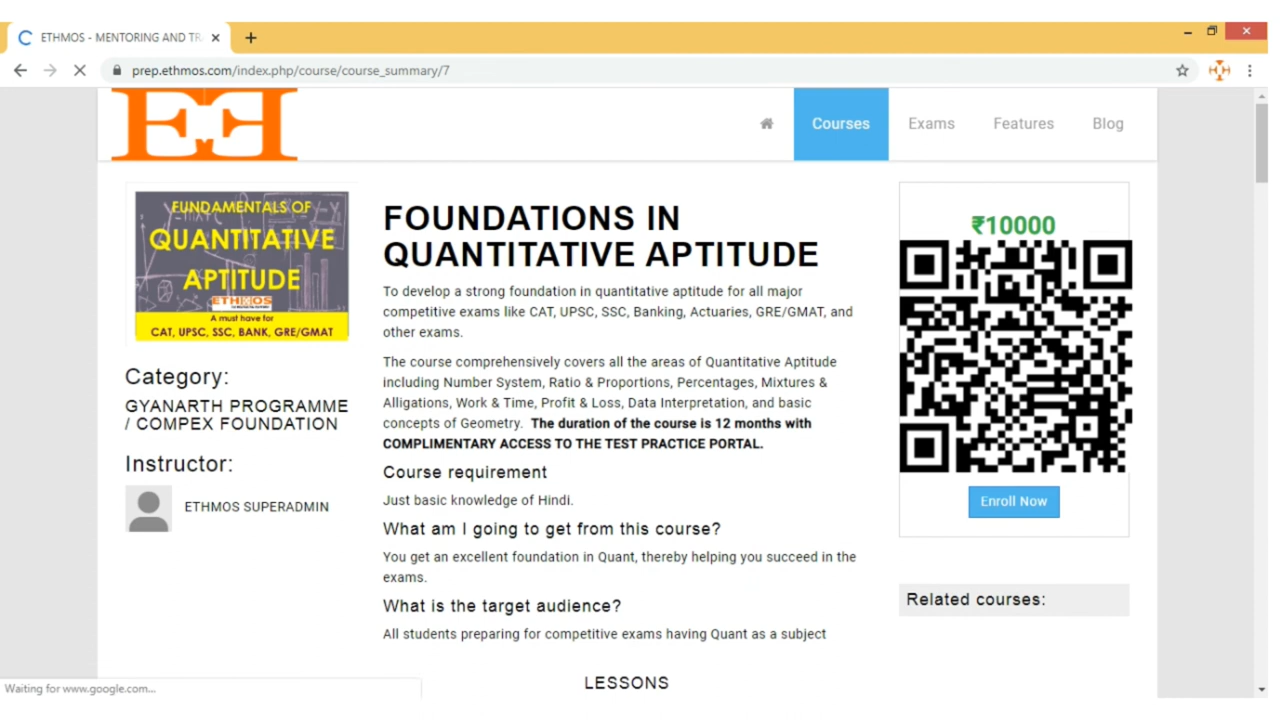 ETHMOS - MENTORING AND TR
prep.ethmos.com/index.php/course/course_summary/7
Courses
Exams
Features
Blog
FUNDAMENTALS OF
QUANTITATIVE
APTITUDE
ETHMOS
A must have for
CAT, UPSC, SSC, BANK, GRE/GMAT
Category:
GYANARTH PROGRAMME
/ COMPEX FOUNDATION
Instructor:
ETHMOS SUPERADMIN
FOUNDATIONS IN
QUANTITATIVE APTITUDE
To develop a strong foundation in quantitative aptitude for all major
competitive exams like CAT, UPSC, SSC, Banking, Actuaries, GRE/GMAT, and
other exams.
The course comprehensively covers all the areas of Quantitative Aptitude
including Number System, Ratio & Proportions, Percentages, Mixtures &
Alligations, Work & Time, Profit & Loss, Data Interpretation, and basic
concepts of Geometry. The duration of the course is 12 months with
COMPLIMENTARY ACCESS TO THE TEST PRACTICE PORTAL.
Course requirement
Just basic knowledge of Hindi.
What am I going to get from this course?
You get an excellent foundation in Quant, thereby helping you succeed in the
exams.
What is the target audience?
All students preparing for competitive exams having Quant as a subject
LESSONS
₹10000
Enroll Now
Related courses:
Waiting for www.google.com...